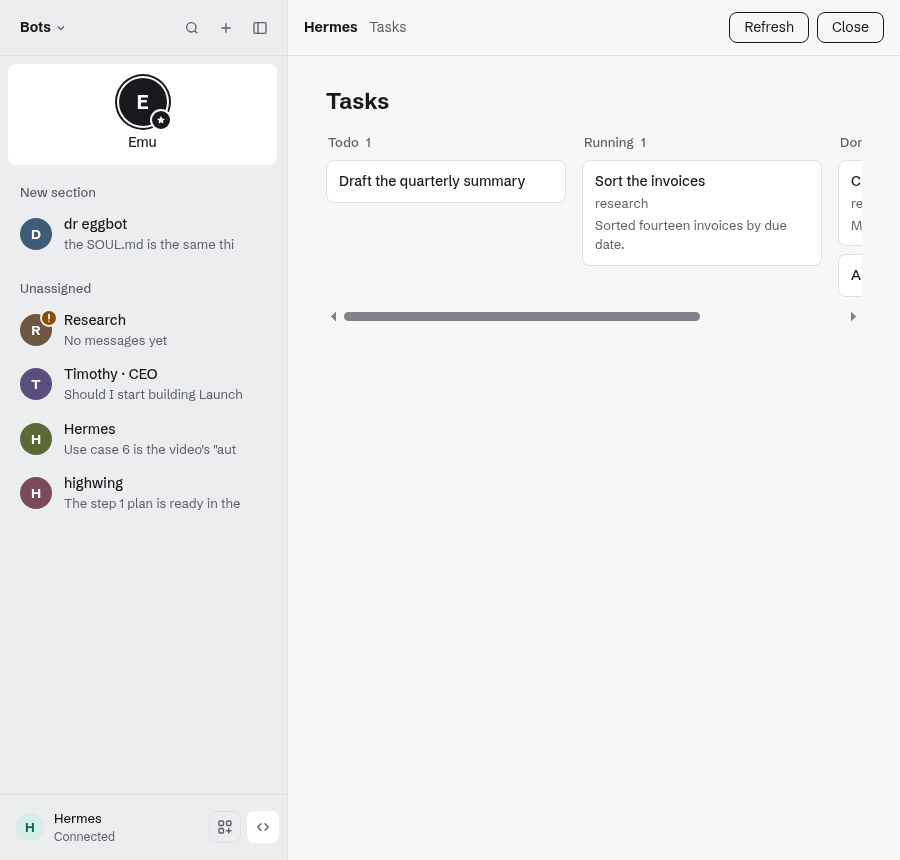 Bots
E
Emu
New section
D
dr eggbot
the SOUL.md is the same thi
Unassigned
R
!
Research
No messages yet
T
Timothy · CEO
Should I start building Launch
H
Hermes
Use case 6 is the video's "aut
H
highwing
The step 1 plan is ready in the
H
Hermes
Connected
Hermes Tasks
Refresh
Close
Tasks
Todo 1
Draft the quarterly summary
Running 1
Sort the invoices
research
Sorted fourteen invoices by due
date.
C
re
M
A